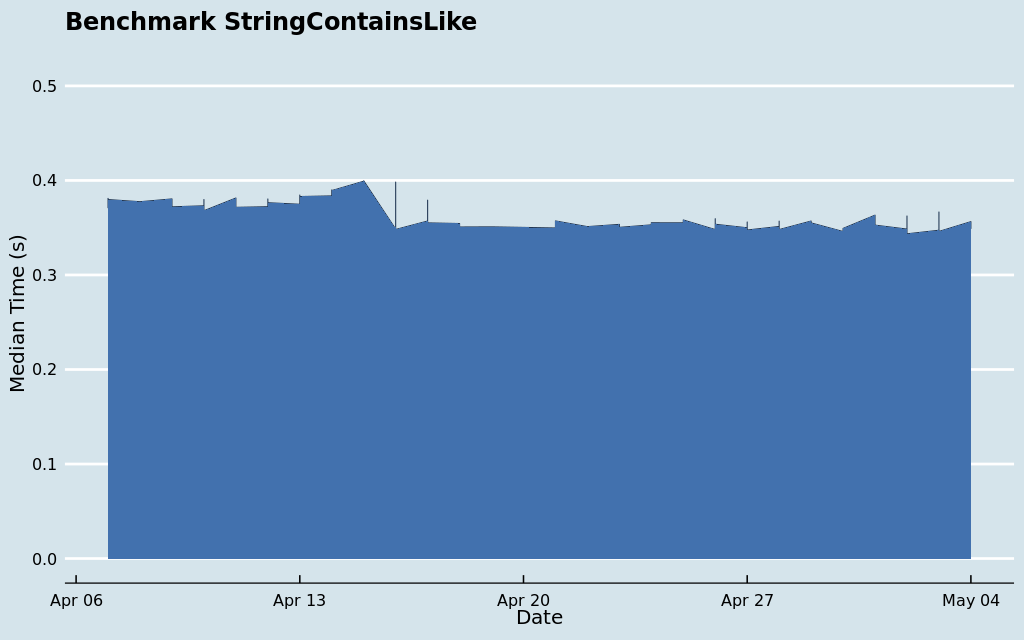 Benchmark StringContainsLike
0.5
0.4
0.3
0.2
0.1
0.0
Median Time (s)
Apr 06
Apr 13
Apr 20
Apr 27
May 04
Date